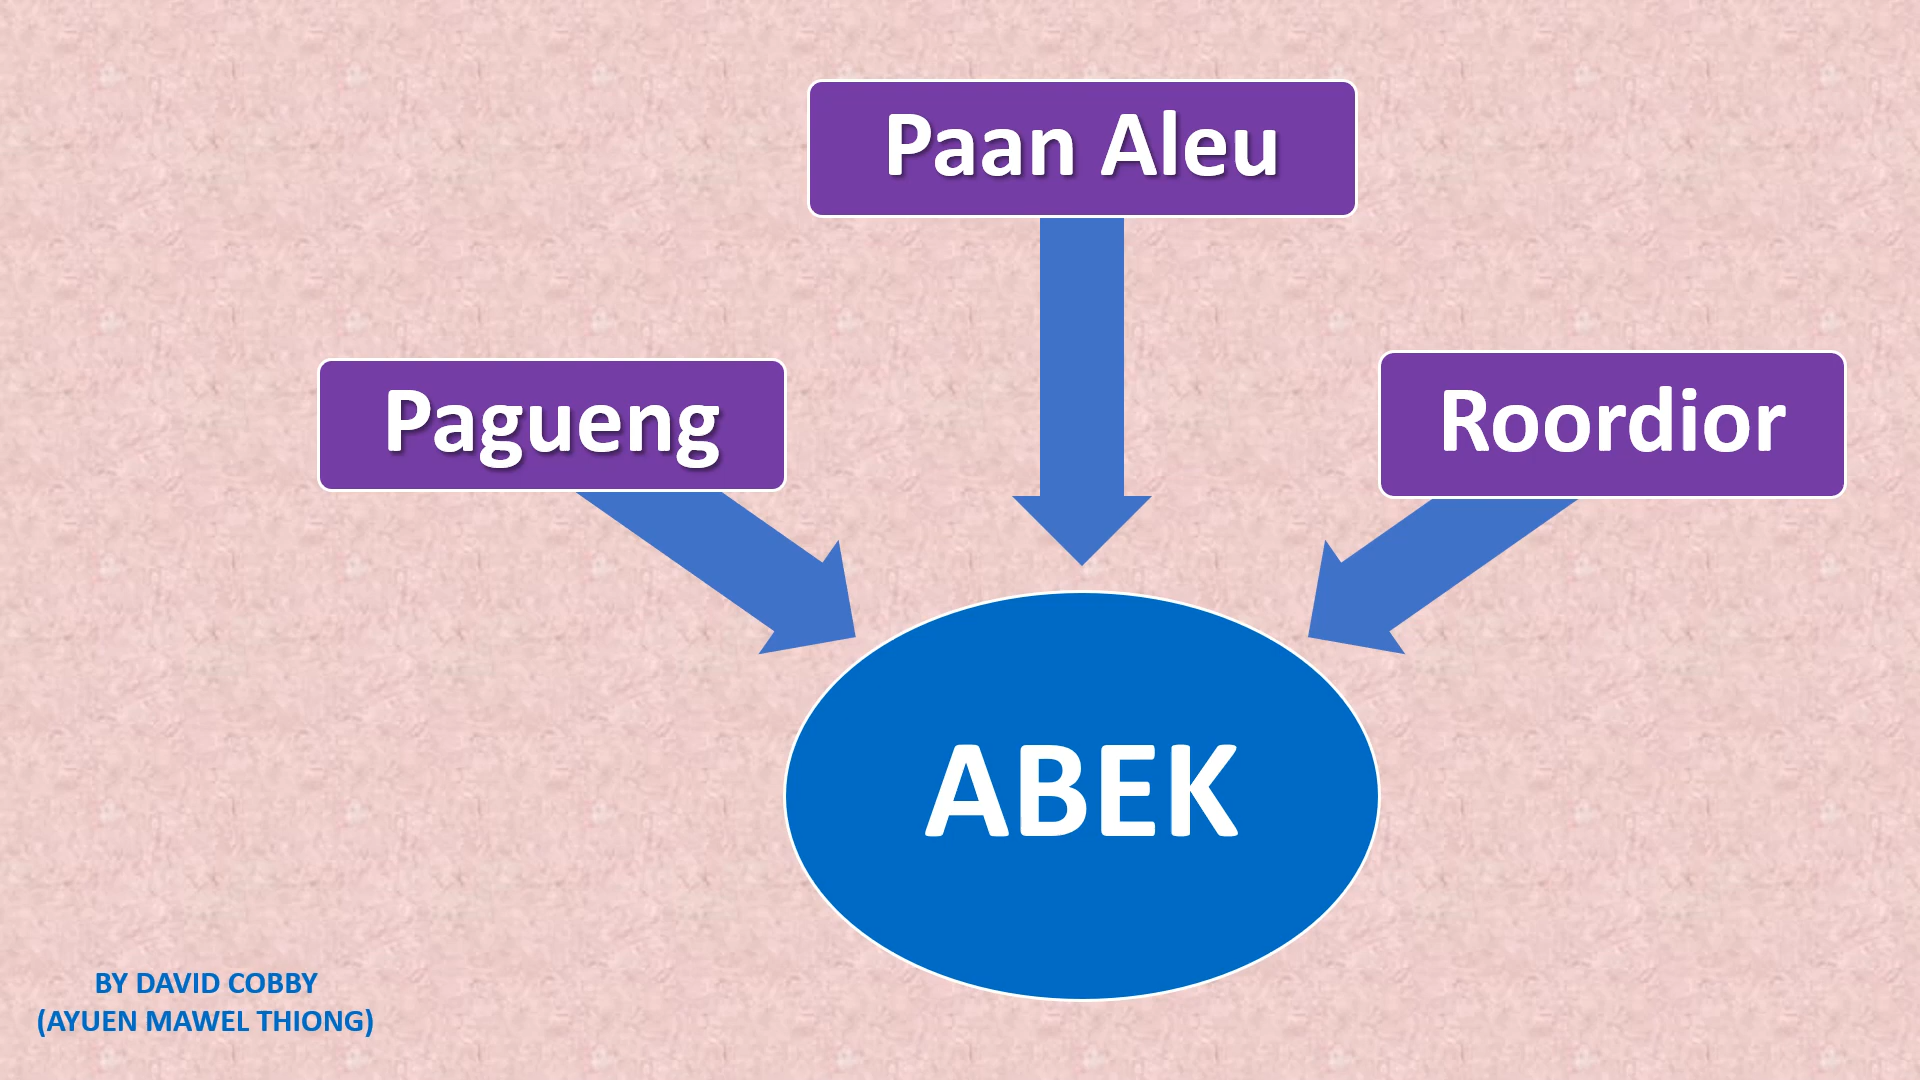 Paan Aleu
Pagueng
Roordior
ABEK
BY DAVID COBBY
(AYUEN MAWEL THIONG)